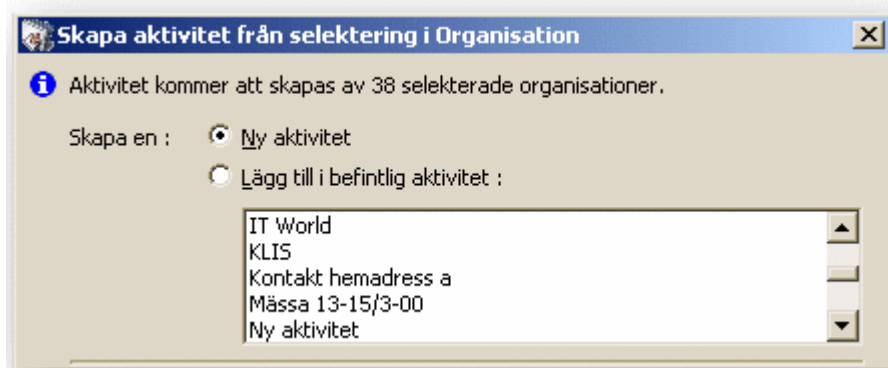 Skapa aktivitet från selektering i Organisation
Aktivitet kommer att skapas av 38 selekterade organisationer.
Skapa en :
Ny aktivitet
Lägg till i befintlig aktivitet :
IT World
KLIS
Kontakt hemadress a
Mässa 13-15/3-00
Ny aktivitet